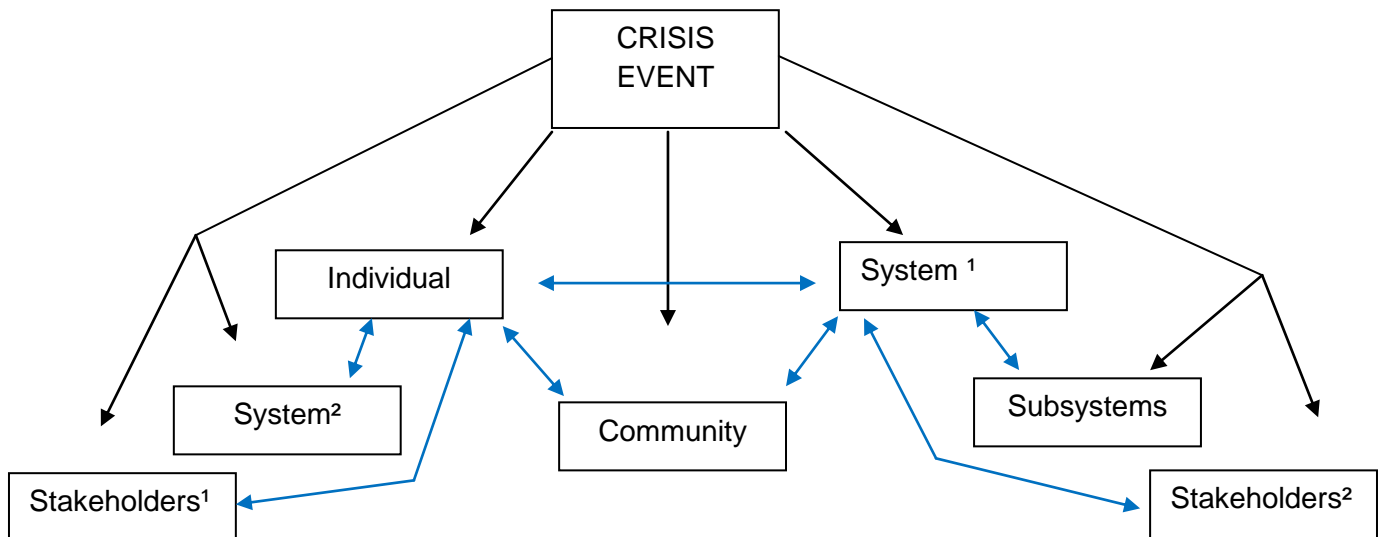 CRISIS
EVENT
Individual
System ¹
System²
Community
Subsystems
Stakeholders¹
Stakeholders²